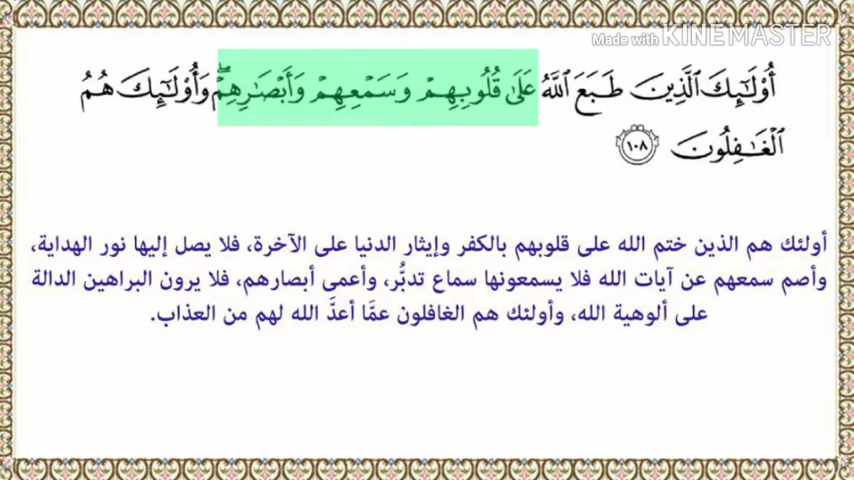 Made with KINEMASTER
أُوْلَٰٓئِكَ ٱلَّذِينَ طَبَعَ ٱللَّهُ عَلَىٰ قُلُوبِهِمۡ وَسَمۡعِهِمۡ وَأَبۡصَٰرِهِمۡۖ وَأُوْلَٰٓئِكَ هُمُ
ٱلۡغَٰفِلُونَ ١٠٨
أولئك هم الذين ختم الله على قلوبهم بالكفر وإيثار الدنيا على الآخرة، فلا يصل إليها نور الهداية،
وأصم سمعهم عن آيات الله فلا يسمعونها سماع تدبُّر، وأعمى أبصارهم، فلا يرون البراهين الدالة
على ألوهية الله، وأولئك هم الغافلون عمَّا أعدَّ الله لهم من العذاب.